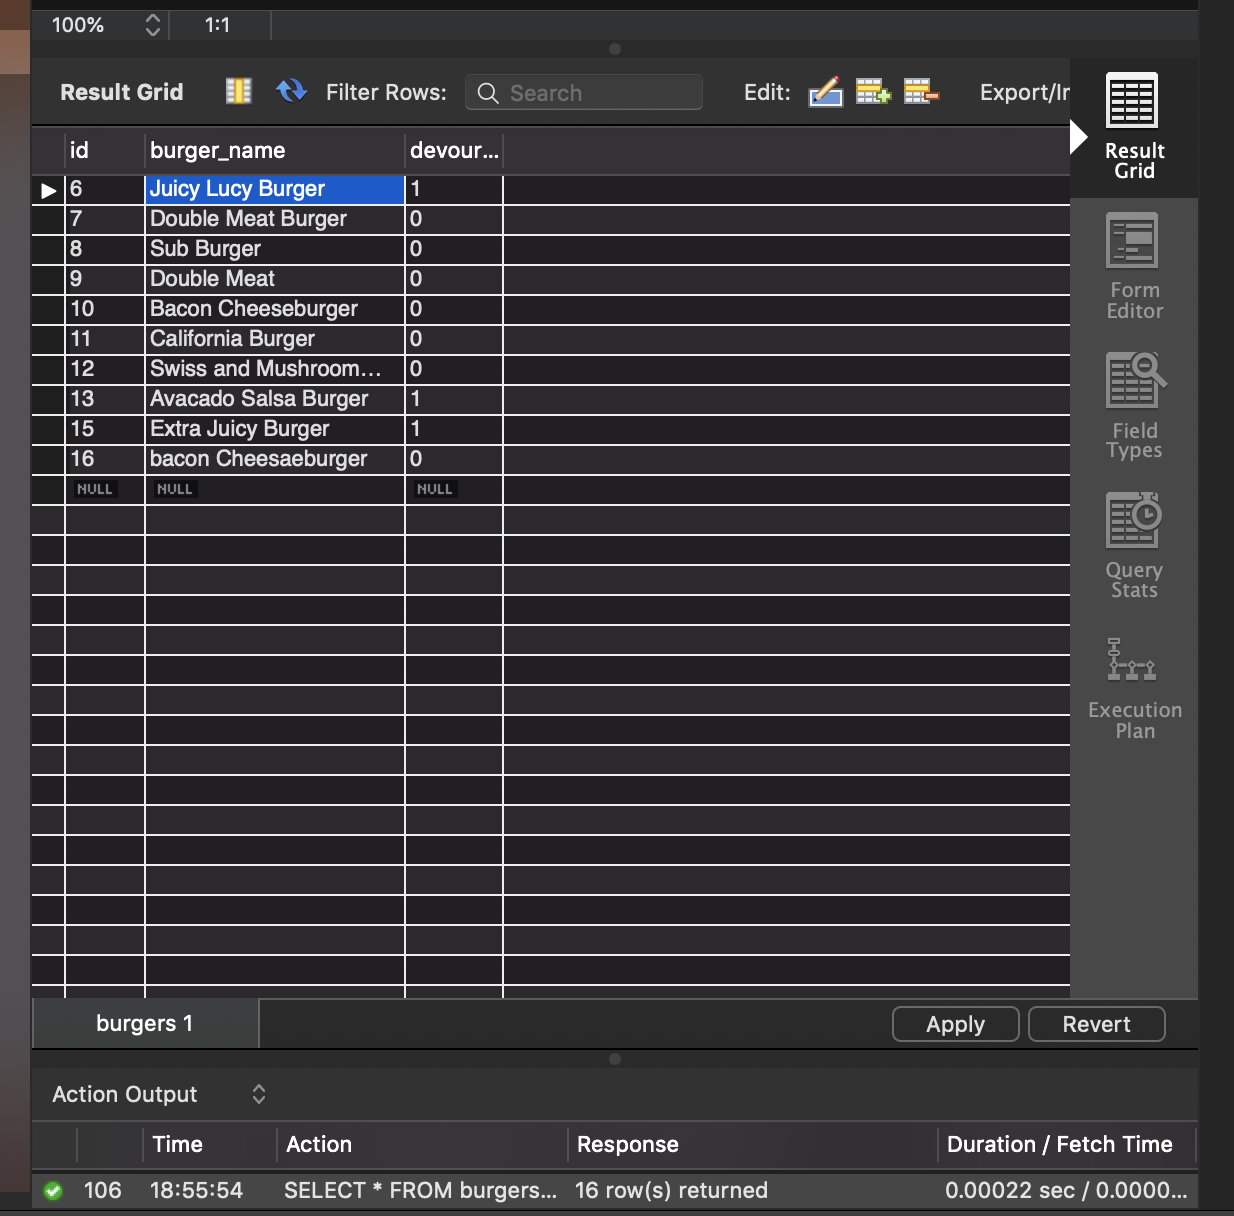 100% 1:1
Result Grid Filter Rows: Search Edit: Export/Im
id burger_name devour...
6 Juicy Lucy Burger 1
7 Double Meat Burger 0
8 Sub Burger 0
9 Double Meat 0
10 Bacon Cheeseburger 0
11 California Burger 0
12 Swiss and Mushroom... 0
13 Avacado Salsa Burger 1
15 Extra Juicy Burger 1
16 bacon Cheesaeburger 0
NULL NULL NULL
Result
Grid
Form
Editor
Field
Types
Query
Stats
Execution
Plan
burgers 1 Apply Revert
Action Output
Time Action Response Duration / Fetch Time
106 18:55:54 SELECT * FROM burgers... 16 row(s) returned 0.00022 sec / 0.0000...